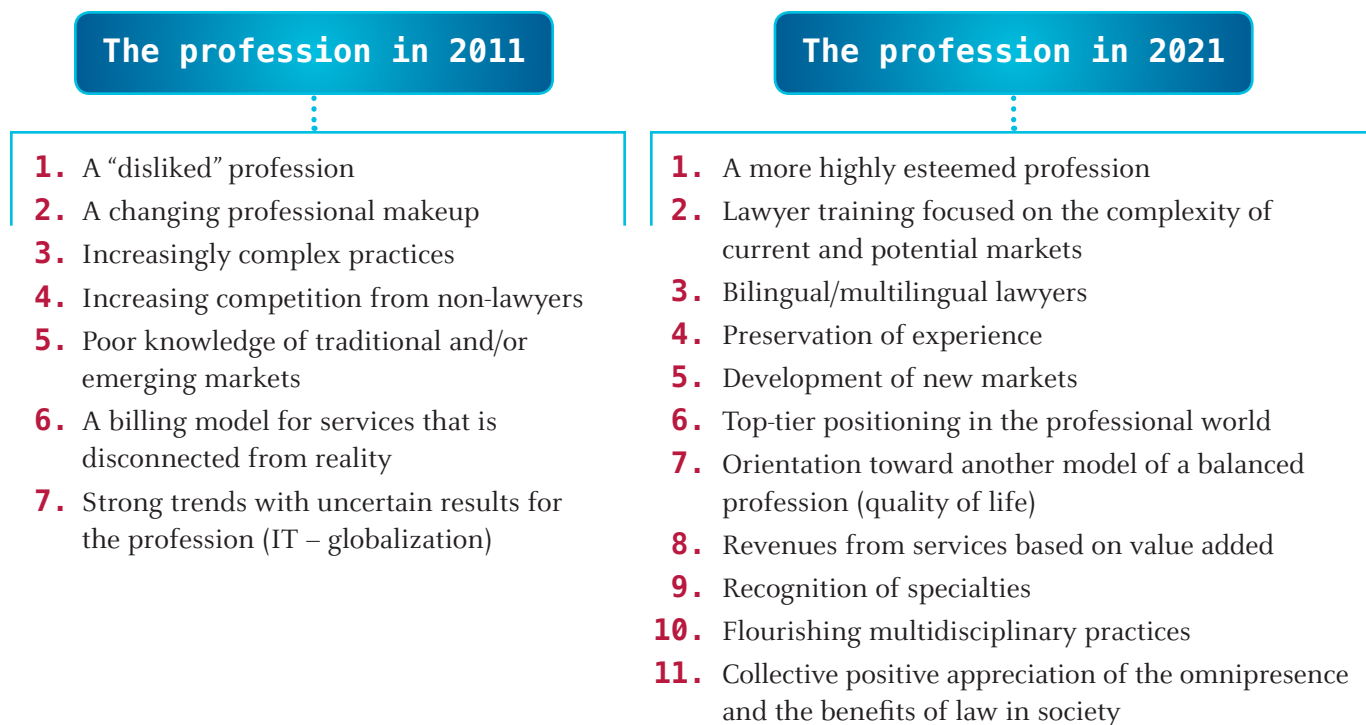 The profession in 2011
1. A “disliked” profession
2. A changing professional makeup
3. Increasingly complex practices
4. Increasing competition from non-lawyers
5. Poor knowledge of traditional and/or
emerging markets
6. A billing model for services that is
disconnected from reality
7. Strong trends with uncertain results for
the profession (IT – globalization)
The profession in 2021
1. A more highly esteemed profession
2. Lawyer training focused on the complexity of
current and potential markets
3. Bilingual/multilingual lawyers
4. Preservation of experience
5. Development of new markets
6. Top-tier positioning in the professional world
7. Orientation toward another model of a balanced
profession (quality of life)
8. Revenues from services based on value added
9. Recognition of specialties
10. Flourishing multidisciplinary practices
11. Collective positive appreciation of the omnipresence
and the benefits of law in society